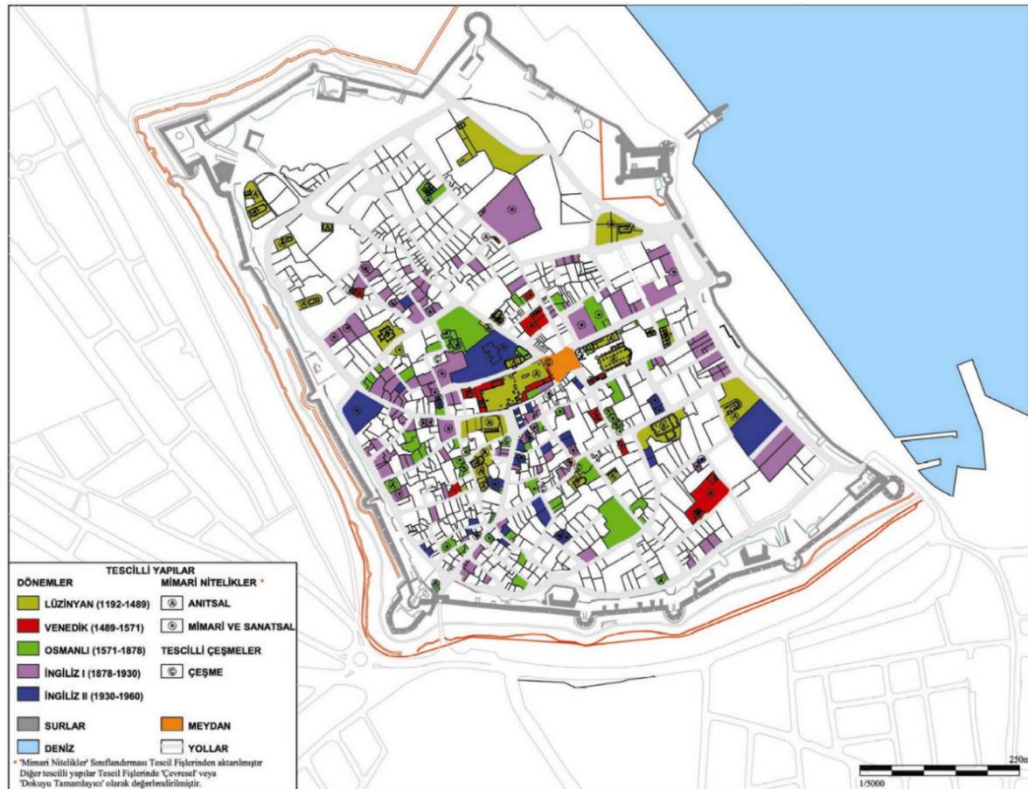 TESCİLLİ YAPILAR
DÖNEMLER
MİMARİ NİTELİKLER *
LÜZİNYAN (1192-1489)
A ANITSAL
VENEDİK (1489-1571)
MİMARİ VE SANATSAL
OSMANLI (1571-1878)
TESCİLLİ ÇEŞMELER
İNGİLİZ I (1878-1930)
Ç ÇEŞME
İNGİLİZ II (1930-1960)
SURLAR
MEYDAN
DENİZ
YOLLAR
* 'Mimari Nitelikler' Sınıflandırması Tescil Fişlerinden aktarılmıştır
Diğer tescilli yapılar Tescil Fişlerinde 'Çevresel' veya
'Dokuyu Tamamlayıcı' olarak değerlendirilmiştir.
250m
1/5000